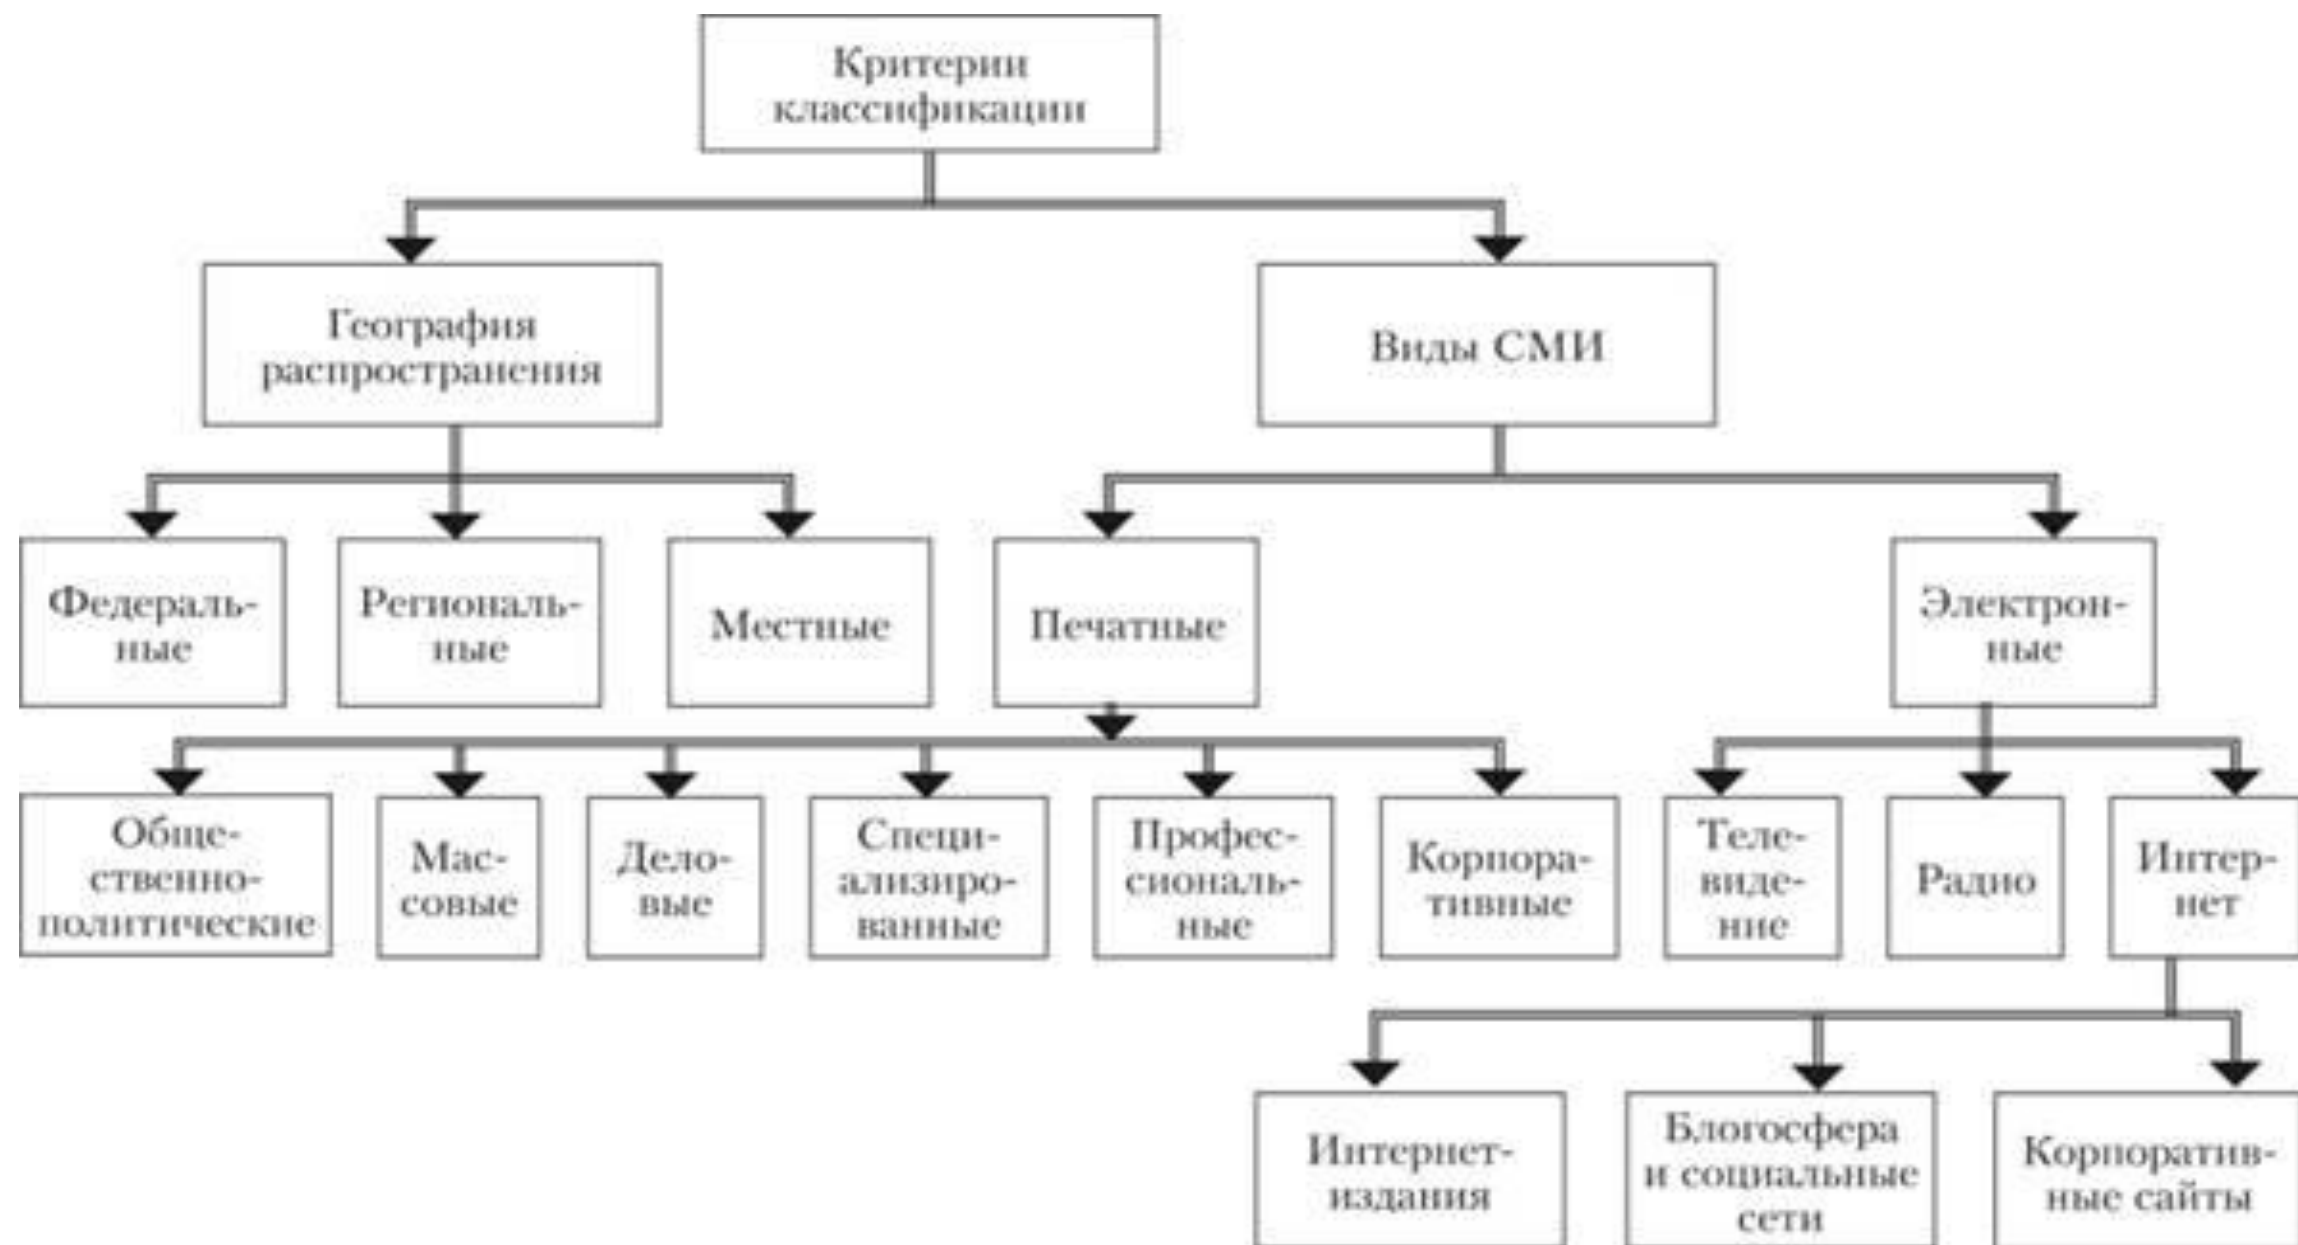 Критерии
классификации
География
распространения
Виды СМИ
Федераль-
ные
Региональ-
ные
Местные
Печатные
Электрон-
ные
Обще-
ственно-
политические
Мас-
совые
Дело-
вые
Специ-
ализиро-
ванные
Профес-
сиональ-
ные
Корпора-
тивные
Теле-
виде-
ние
Радио
Интер-
нет
Интернет-
издания
Блогосфера
и социальные
сети
Корпоратив-
ные сайты